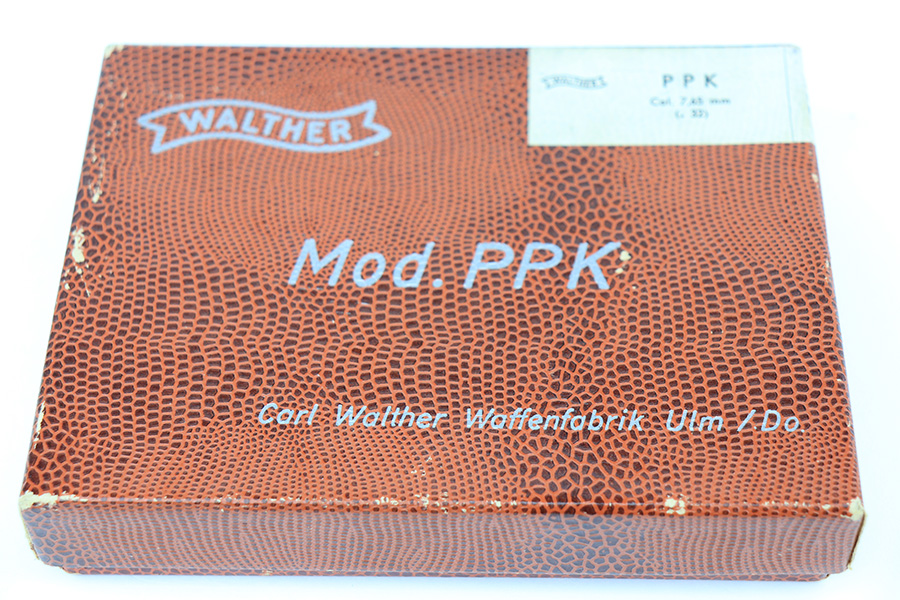 WALTHER
WALTHER
PPK
Cal. 7,65 mm
(. 32)
Mod. PPK
Carl Walther Waffenfabrik Ulm / Do.